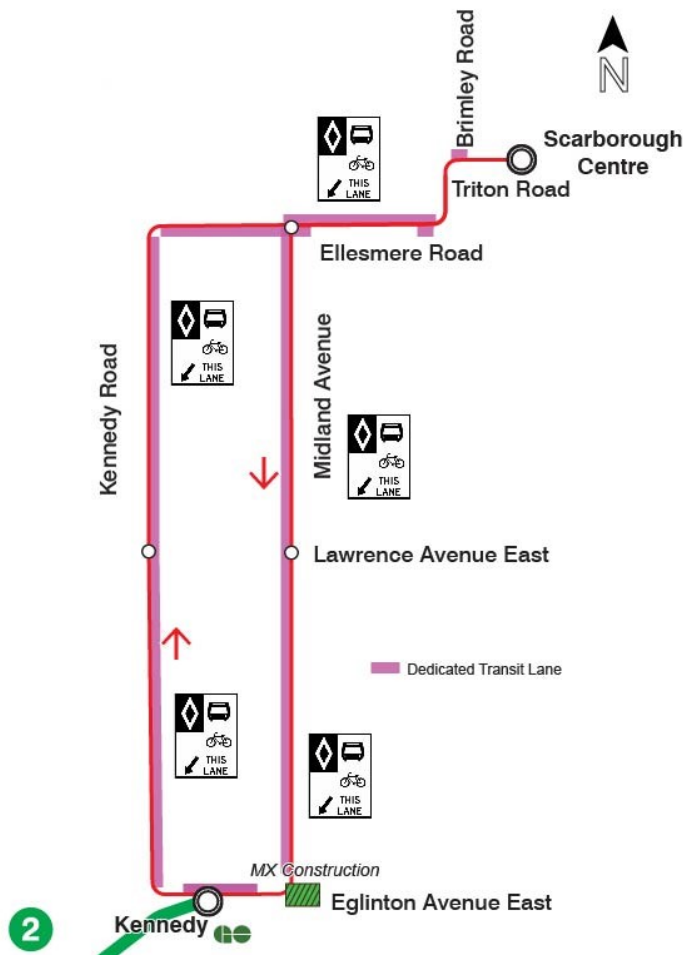 Brimley Road
N
Scarborough
Centre
THIS
LANE
Triton Road
Ellesmere Road
THIS
LANE
Kennedy Road
Midland Avenue
THIS
LANE
Lawrence Avenue East
Dedicated Transit Lane
THIS
LANE
THIS
LANE
MX Construction
Eglinton Avenue East
2
Kennedy
GO